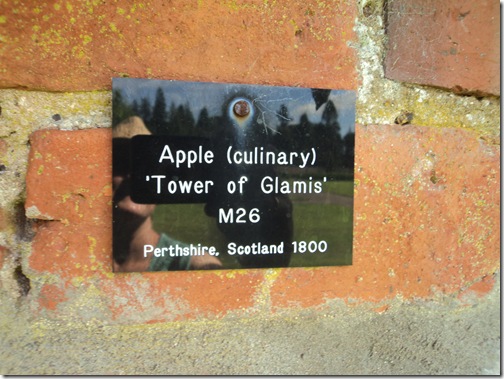 Apple (culinary)
'Tower of Glamis'
M26
Perthshire, Scotland 1800